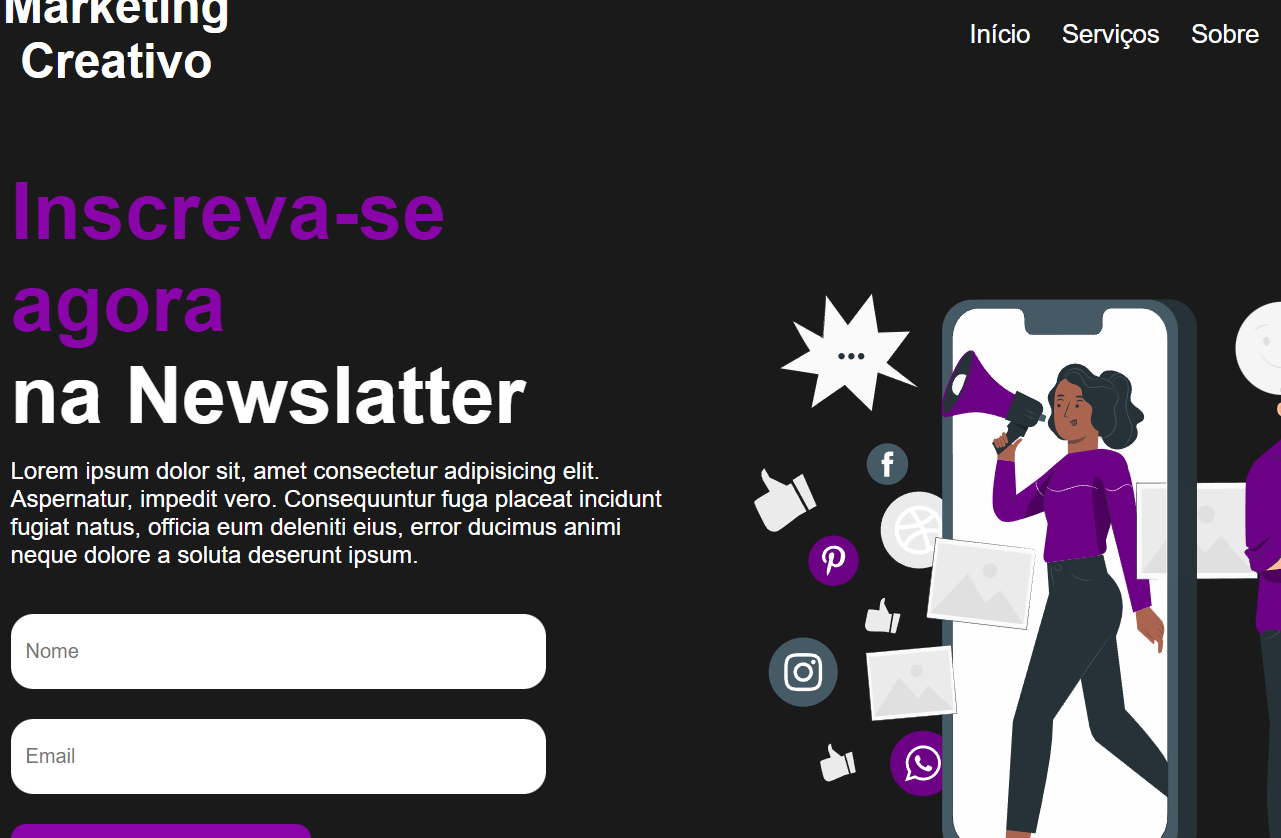 Marketing
Creativo
Início Serviços Sobre
Inscreva-se
agora
na Newslatter
Lorem ipsum dolor sit, amet consectetur adipisicing elit.
Aspernatur, impedit vero. Consequuntur fuga placeat incidunt
fugiat natus, officia eum deleniti eius, error ducimus animi
neque dolore a soluta deserunt ipsum.
Nome
Email